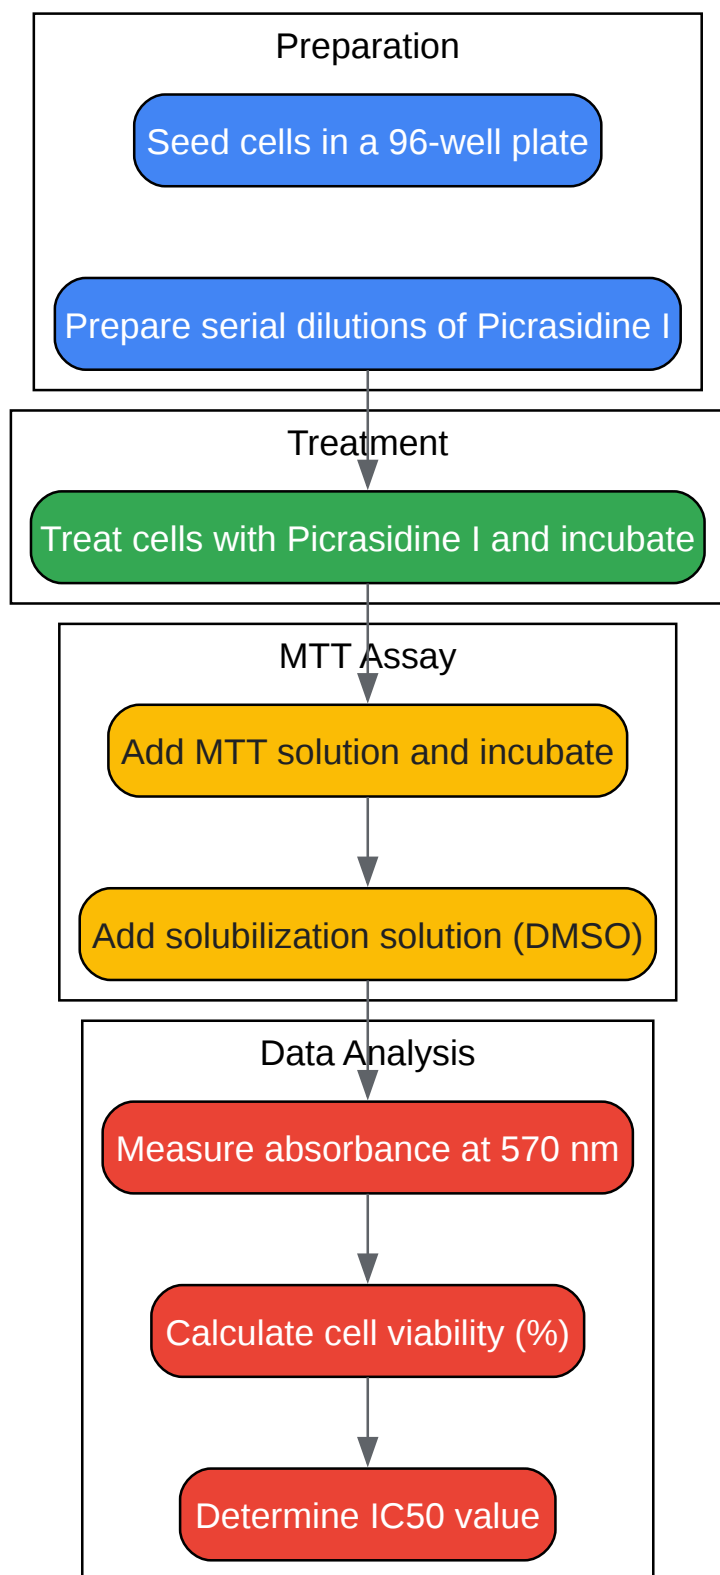 Preparation
Seed cells in a 96-well plate
Prepare serial dilutions of Picrasidine I
Treatment
Treat cells with Picrasidine I and incubate
MTT Assay
Add MTT solution and incubate
Add solubilization solution (DMSO)
Data Analysis
Measure absorbance at 570 nm
Calculate cell viability (%)
Determine IC50 value